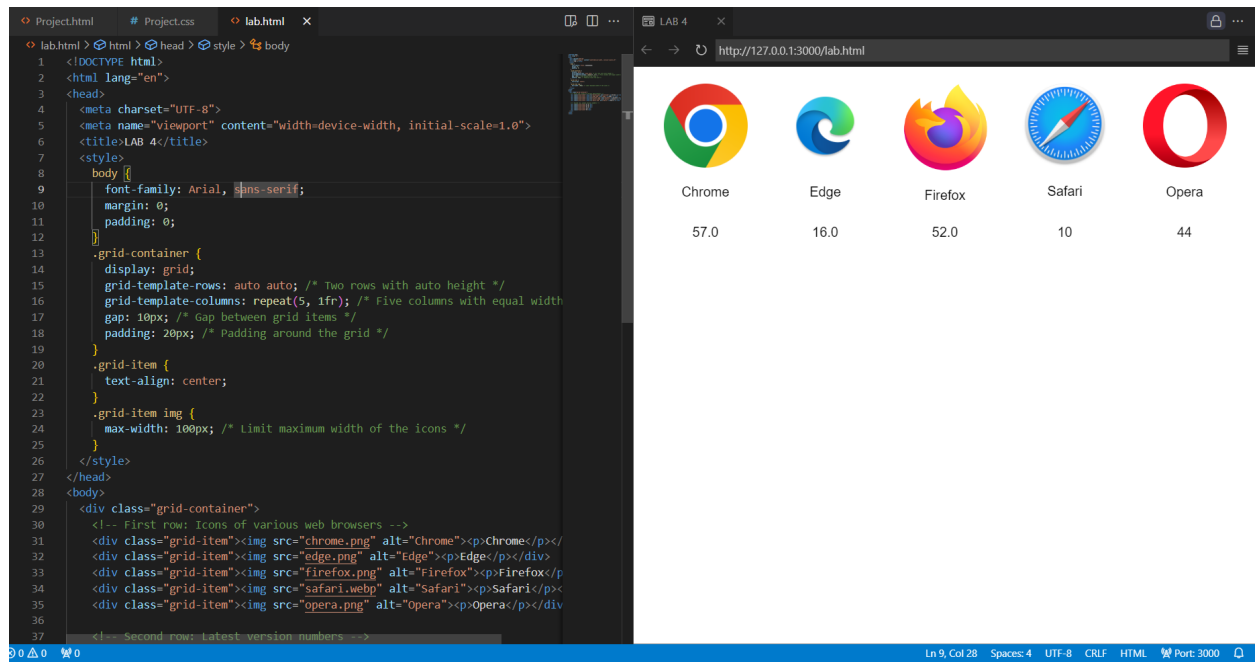 Project.html # Project.css lab.html
lab.html > html > head > style > body
1 <!DOCTYPE html>
2 <html lang="en">
3 <head>
4 <meta charset="UTF-8">
5 <meta name="viewport" content="width=device-width, initial-scale=1.0">
6 <title>LAB 4</title>
7 <style>
8 body {
9 font-family: Arial, sans-serif;
10 margin: 0;
11 padding: 0;
12 }
13 .grid-container {
14 display: grid;
15 grid-template-rows: auto auto; /* Two rows with auto height */
16 grid-template-columns: repeat(5, 1fr); /* Five columns with equal width
17 gap: 10px; /* Gap between grid items */
18 padding: 20px; /* Padding around the grid */
19 }
20 .grid-item {
21 text-align: center;
22 }
23 .grid-item img {
24 max-width: 100px; /* Limit maximum width of the icons */
25 }
26 </style>
27 </head>
28 <body>
29 <div class="grid-container">
30 <!-- First row: Icons of various web browsers -->
31 <div class="grid-item"><img src="chrome.png" alt="Chrome"><p>Chrome</p></
32 <div class="grid-item"><img src="edge.png" alt="Edge"><p>Edge</p></div>
33 <div class="grid-item"><img src="firefox.png" alt="Firefox"><p>Firefox</p
34 <div class="grid-item"><img src="safari.webp" alt="Safari"><p>Safari</p><
35 <div class="grid-item"><img src="opera.png" alt="Opera"><p>Opera</p></div
36
37 <!-- Second row: Latest version numbers -->
LAB 4
http://127.0.0.1:3000/lab.html
Chrome Edge Firefox Safari Opera
57.0 16.0 52.0 10 44
0 0 0 Ln 9, Col 28 Spaces: 4 UTF-8 CRLF HTML Port: 3000